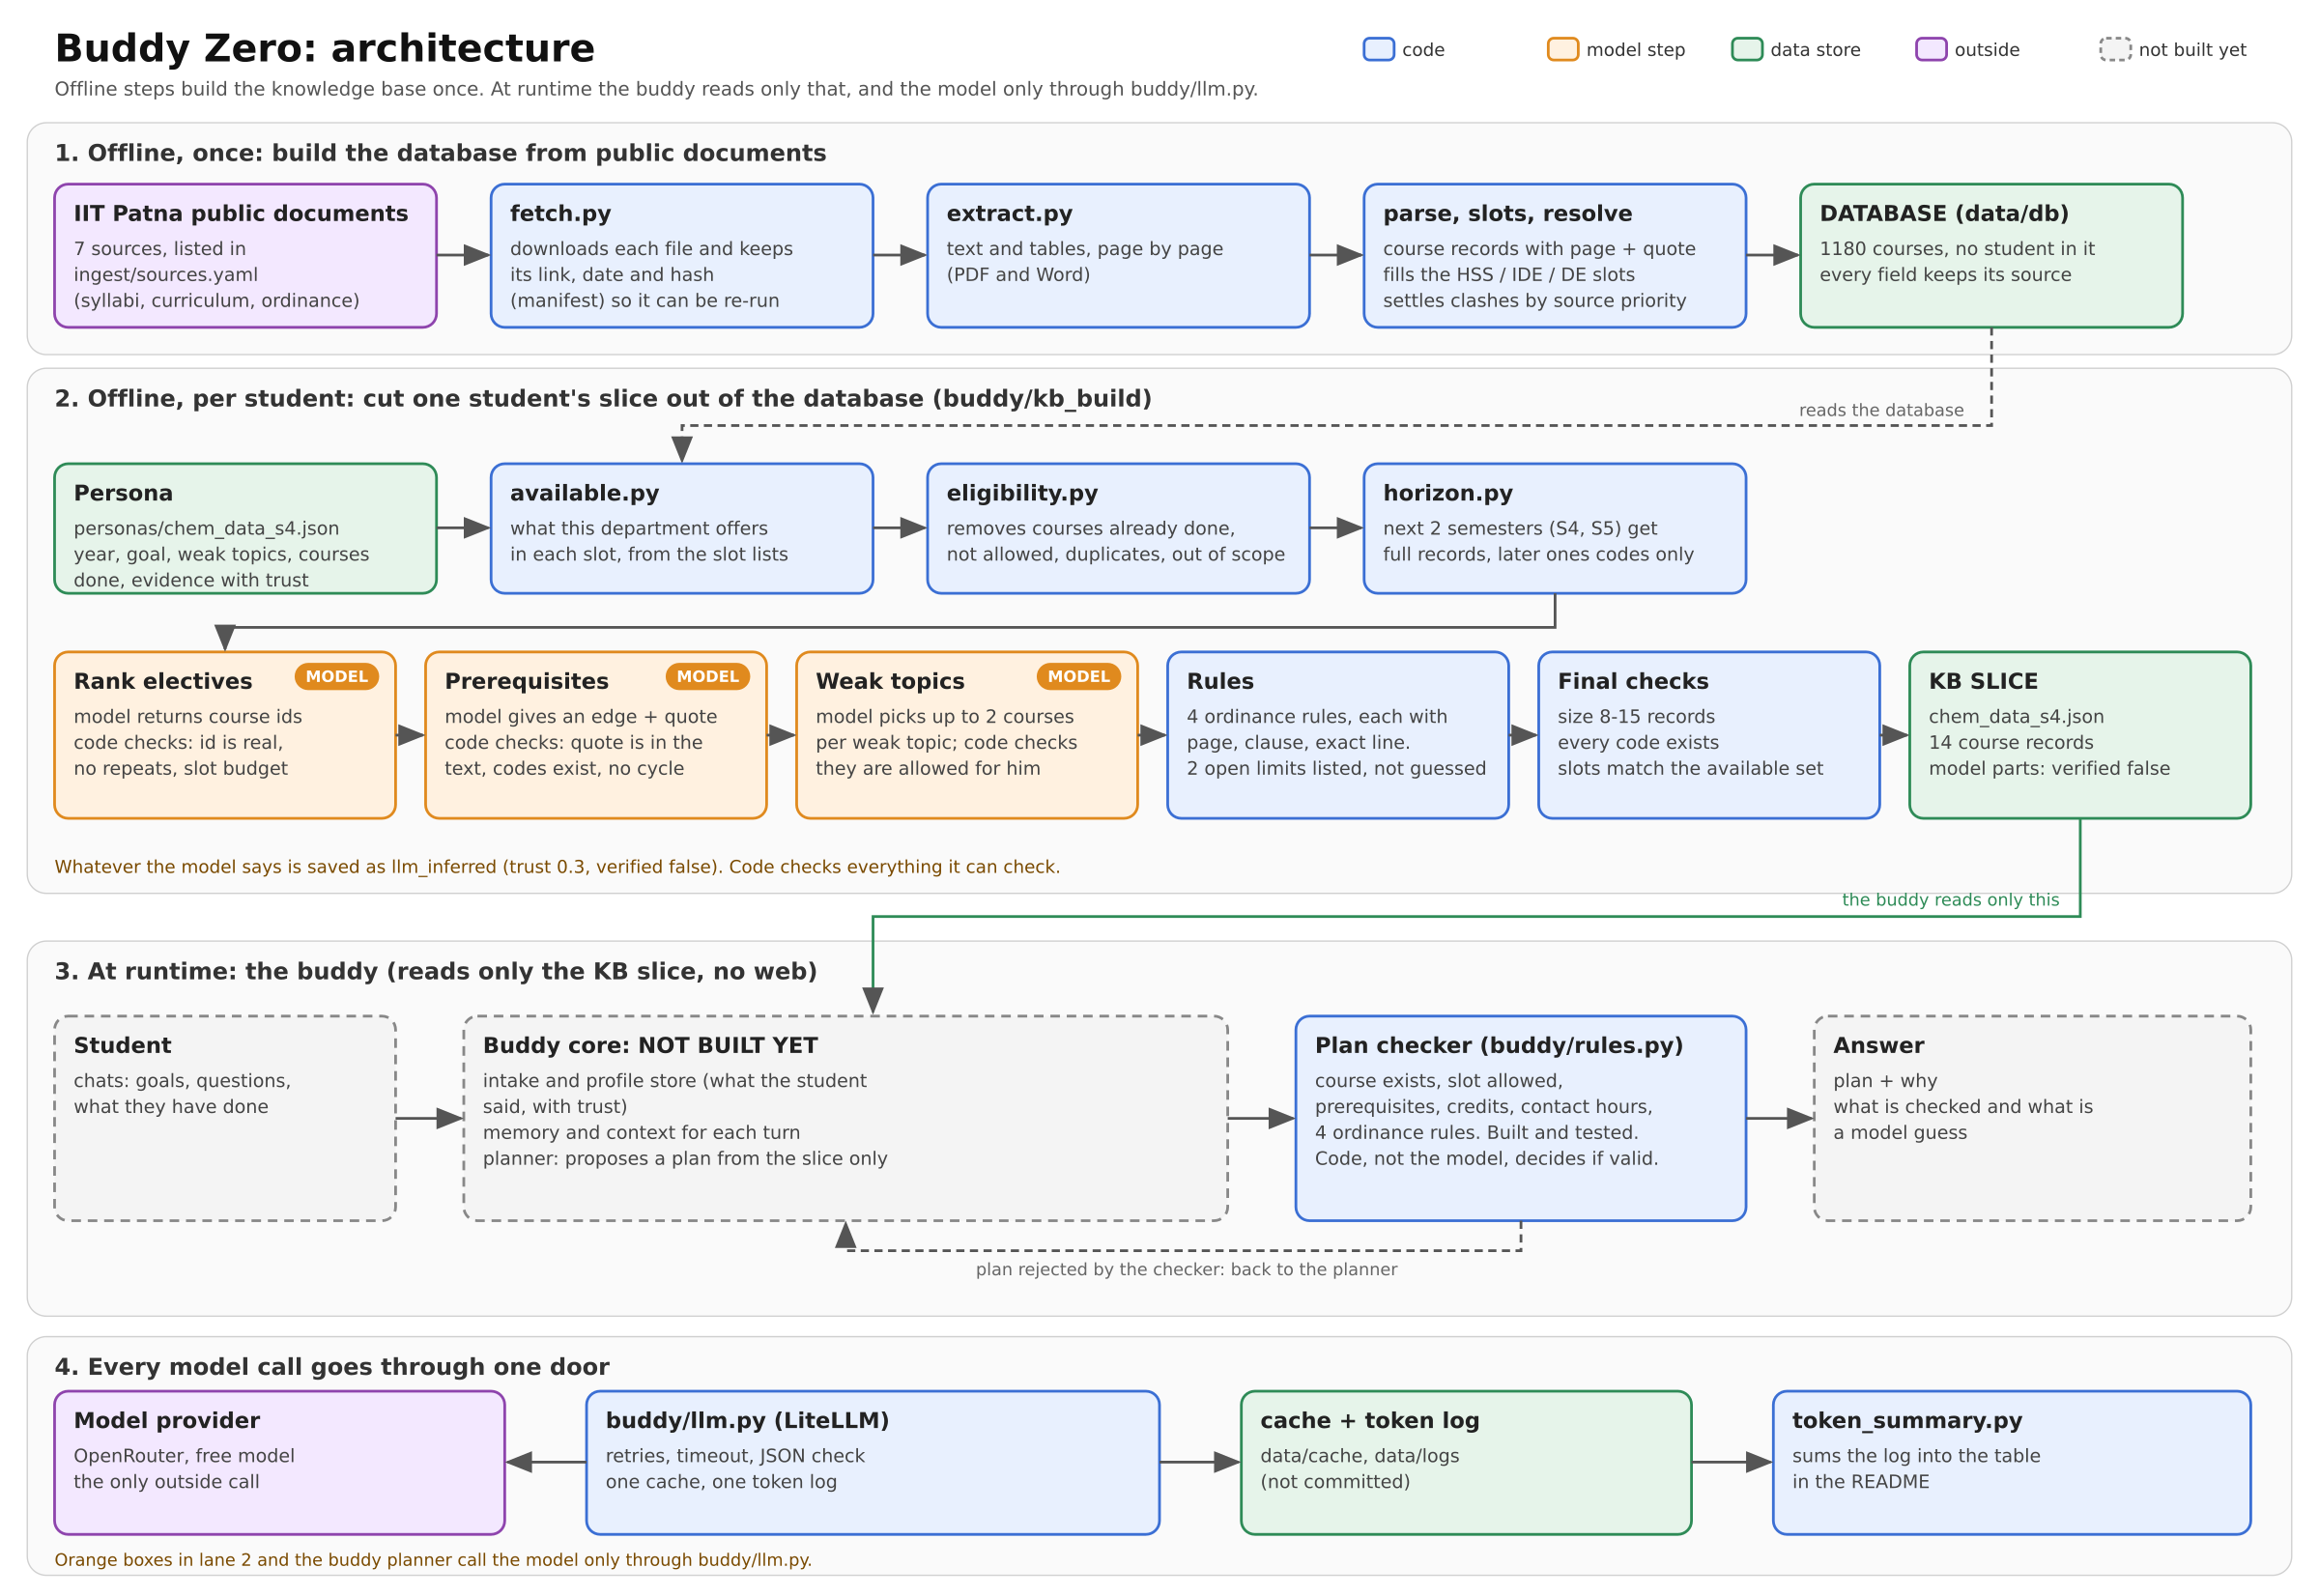 Buddy Zero: architecture
code
model step
data store
outside
not built yet
Offline steps build the knowledge base once. At runtime the buddy reads only that, and the model only through buddy/llm.py.
1. Offline, once: build the database from public documents
IIT Patna public documents
7 sources, listed in
ingest/sources.yaml
(syllabi, curriculum, ordinance)
fetch.py
downloads each file and keeps
its link, date and hash
(manifest) so it can be re-run
extract.py
text and tables, page by page
(PDF and Word)
parse, slots, resolve
course records with page + quote
fills the HSS / IDE / DE slots
settles clashes by source priority
DATABASE (data/db)
1180 courses, no student in it
every field keeps its source
2. Offline, per student: cut one student's slice out of the database (buddy/kb_build)
reads the database
Persona
personas/chem_data_s4.json
year, goal, weak topics, courses
done, evidence with trust
available.py
what this department offers
in each slot, from the slot lists
eligibility.py
removes courses already done,
not allowed, duplicates, out of scope
horizon.py
next 2 semesters (S4, S5) get
full records, later ones codes only
Rank electives
MODEL
model returns course ids
code checks: id is real,
no repeats, slot budget
Prerequisites
MODEL
model gives an edge + quote
code checks: quote is in the
text, codes exist, no cycle
Weak topics
MODEL
model picks up to 2 courses
per weak topic; code checks
they are allowed for him
Rules
4 ordinance rules, each with
page, clause, exact line.
2 open limits listed, not guessed
Final checks
size 8-15 records
every code exists
slots match the available set
KB SLICE
chem_data_s4.json
14 course records
model parts: verified false
Whatever the model says is saved as llm_inferred (trust 0.3, verified false). Code checks everything it can check.
the buddy reads only this
3. At runtime: the buddy (reads only the KB slice, no web)
Student
chats: goals, questions,
what they have done
Buddy core: NOT BUILT YET
intake and profile store (what the student
said, with trust)
memory and context for each turn
planner: proposes a plan from the slice only
Plan checker (buddy/rules.py)
course exists, slot allowed,
prerequisites, credits, contact hours,
4 ordinance rules. Built and tested.
Code, not the model, decides if valid.
Answer
plan + why
what is checked and what is
a model guess
plan rejected by the checker: back to the planner
4. Every model call goes through one door
Model provider
OpenRouter, free model
the only outside call
buddy/llm.py (LiteLLM)
retries, timeout, JSON check
one cache, one token log
cache + token log
data/cache, data/logs
(not committed)
token_summary.py
sums the log into the table
in the README
Orange boxes in lane 2 and the buddy planner call the model only through buddy/llm.py.